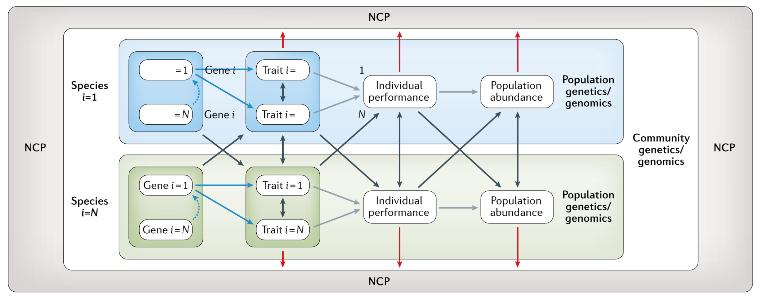 NCP
NCP
NCP
Species
i=1
=1
Gene i
=N
Gene i
Trait i=
1
Trait i=
N
Individual
performance
Population
abundance
Population
genetics/
genomics
Community
genetics/
genomics
Species
i=N
Gene i=1
Gene i=N
Trait i=1
Trait i=N
Individual
performance
Population
abundance
Population
genetics/
genomics
NCP